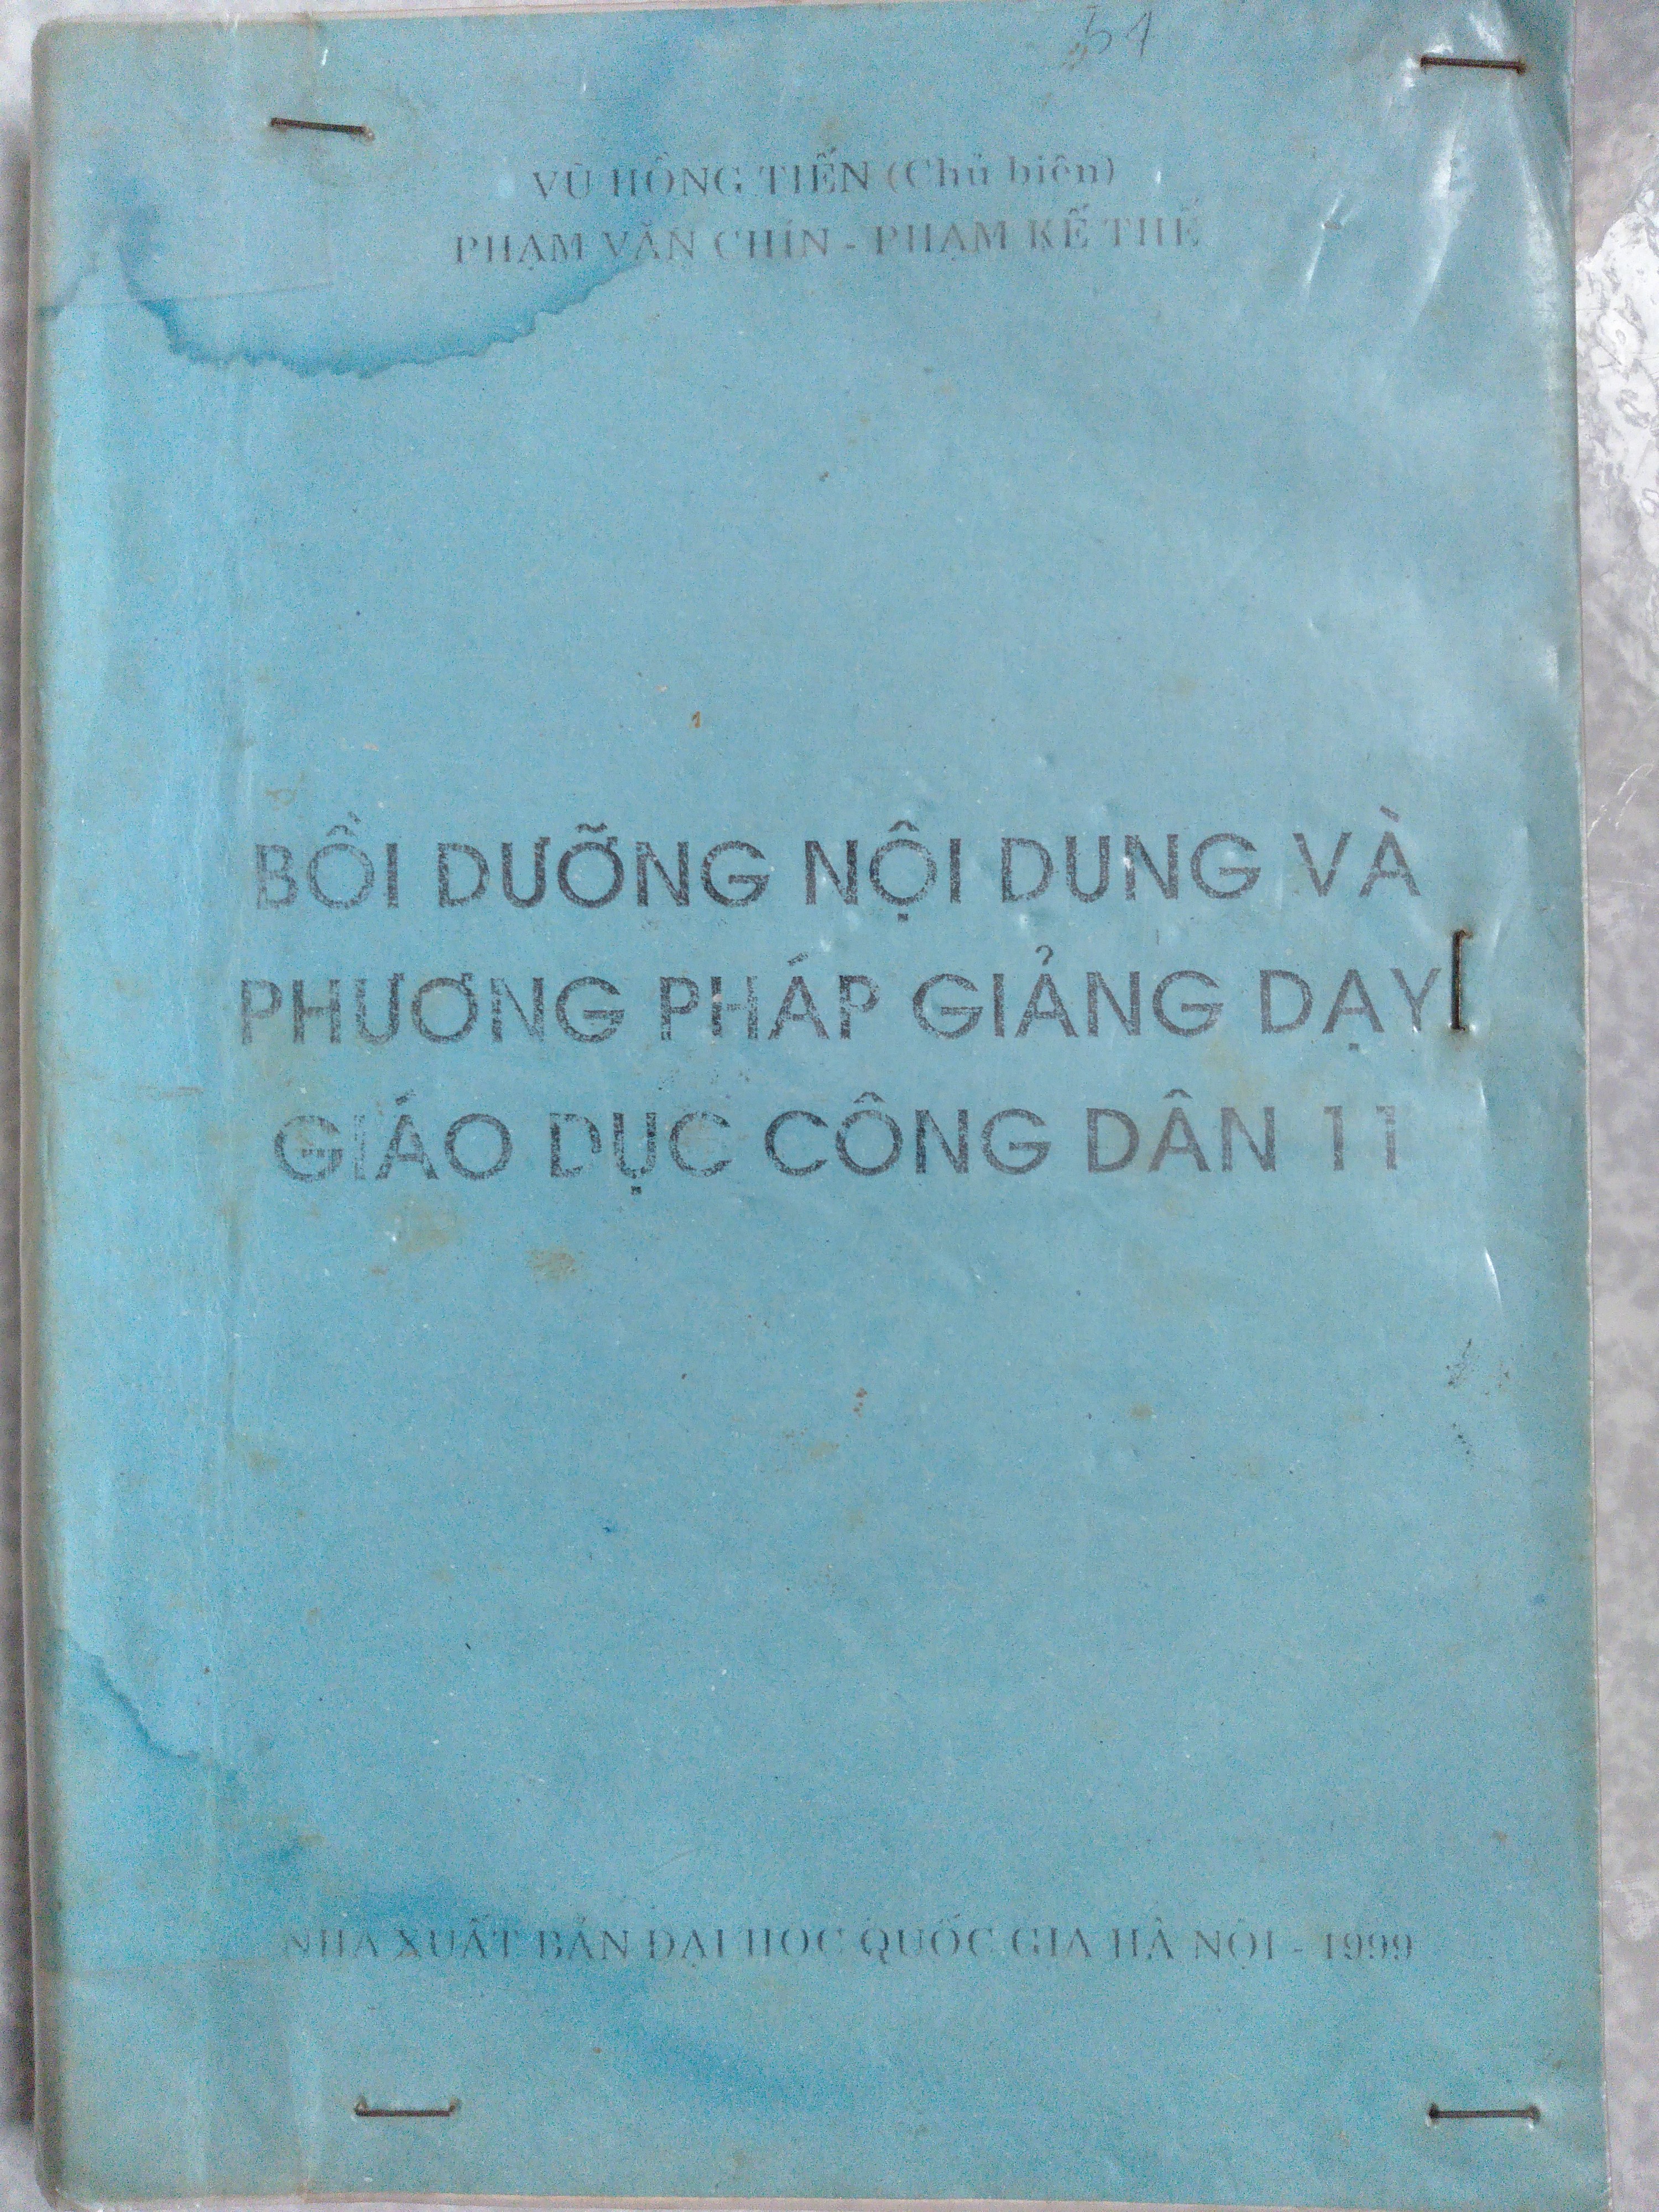 51
VŨ HỒNG TIẾN (Chủ biên)
PHẠM VĂN CHÍN - PHẠM KẾ THẾ
BỒI DƯỠNG NỘI DUNG VÀ
PHƯƠNG PHÁP GIẢNG DẠY
GIÁO DỤC CÔNG DÂN 11
NHÀ XUẤT BẢN ĐẠI HỌC QUỐC GIA HÀ NỘI - 1999